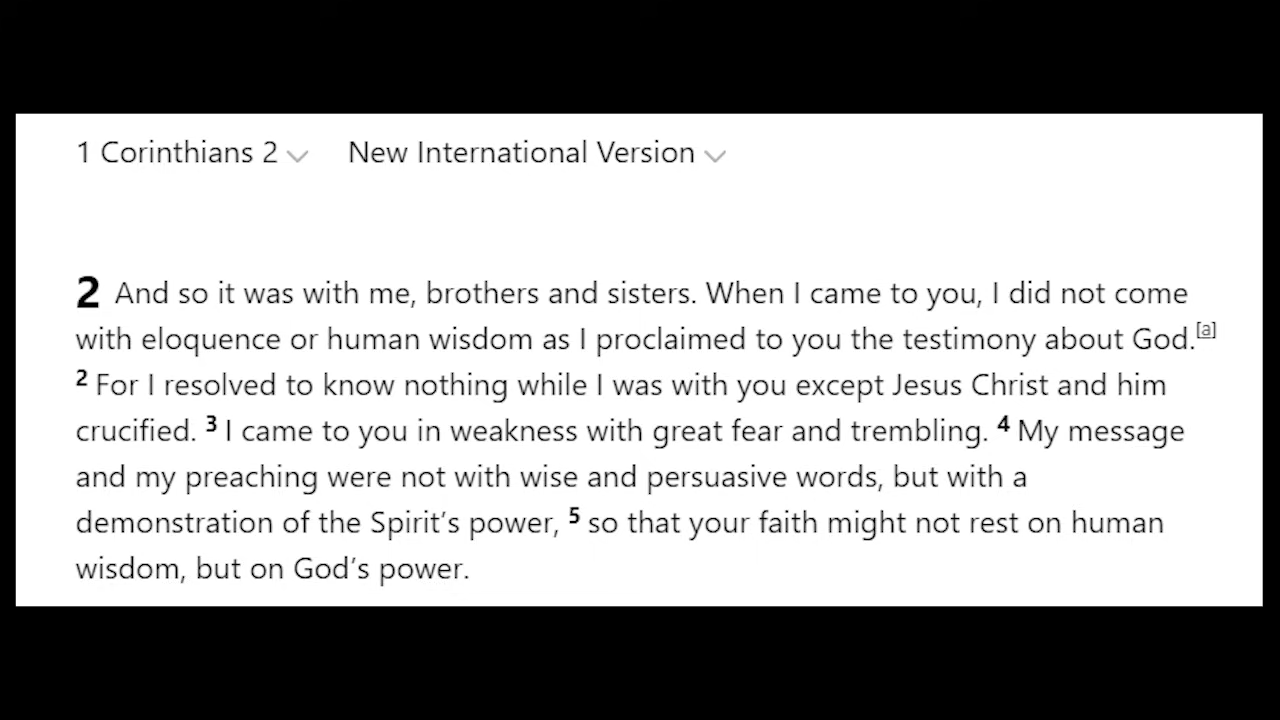 1 Corinthians 2 New International Version
2 And so it was with me, brothers and sisters. When I came to you, I did not come
with eloquence or human wisdom as I proclaimed to you the testimony about God.[a]
2 For I resolved to know nothing while I was with you except Jesus Christ and him
crucified. 3 I came to you in weakness with great fear and trembling. 4 My message
and my preaching were not with wise and persuasive words, but with a
demonstration of the Spirit’s power, 5 so that your faith might not rest on human
wisdom, but on God’s power.